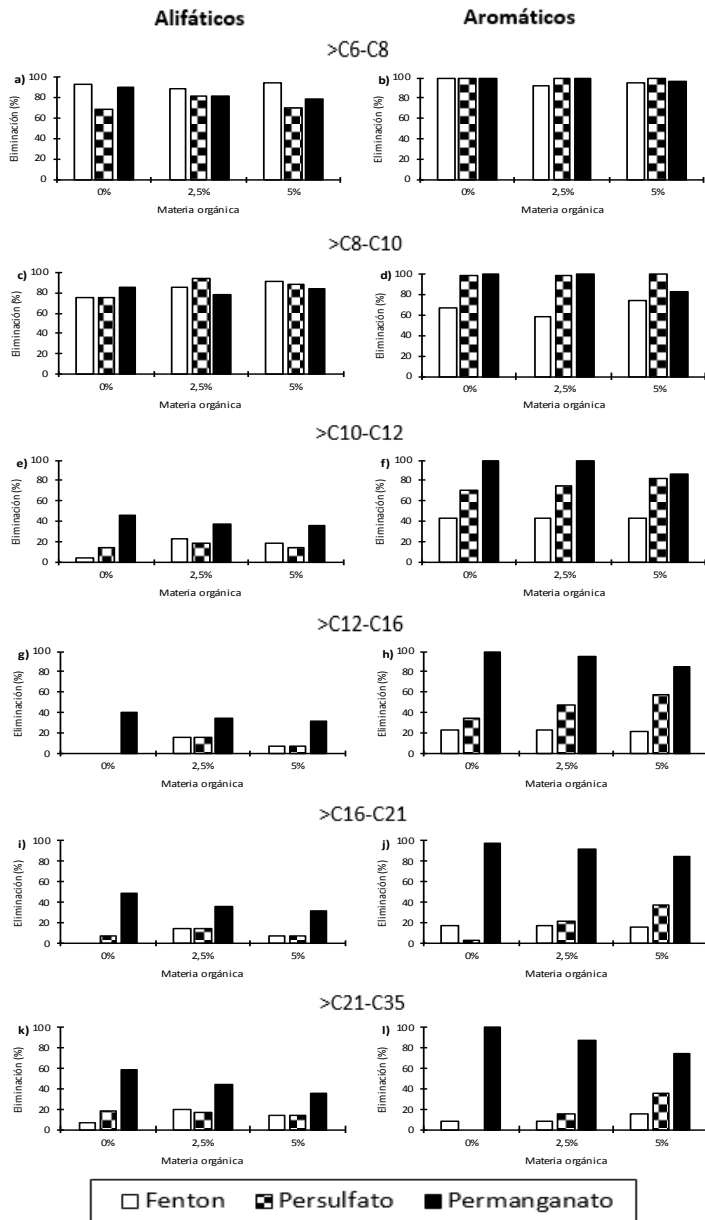 Alifáticos
Aromáticos
>C6-C8
a)
Eliminación (%)
100
80
60
40
20
0
0%
2,5%
5%
Materia orgánica
b)
Eliminación (%)
100
80
60
40
20
0
0%
2,5%
5%
Materia orgánica
>C8-C10
c)
Eliminación (%)
100
80
60
40
20
0
0%
2,5%
5%
Materia orgánica
d)
Eliminación (%)
100
80
60
40
20
0
0%
2,5%
5%
Materia orgánica
>C10-C12
e)
Eliminación (%)
100
80
60
40
20
0
0%
2,5%
5%
Materia orgánica
f)
Eliminación (%)
100
80
60
40
20
0
0%
2,5%
5%
Materia orgánica
>C12-C16
g)
Eliminación (%)
100
80
60
40
20
0
0%
2,5%
5%
Materia orgánica
h)
Eliminación (%)
100
80
60
40
20
0
0%
2,5%
5%
Materia orgánica
>C16-C21
i)
Eliminación (%)
100
80
60
40
20
0
0%
2,5%
5%
Materia orgánica
j)
Eliminación (%)
100
80
60
40
20
0
0%
2,5%
5%
Materia orgánica
>C21-C35
k)
Eliminación (%)
100
80
60
40
20
0
0%
2,5%
5%
Materia orgánica
l)
Eliminación (%)
100
80
60
40
20
0
0%
2,5%
5%
Materia orgánica
Fenton Persulfato Permanganato